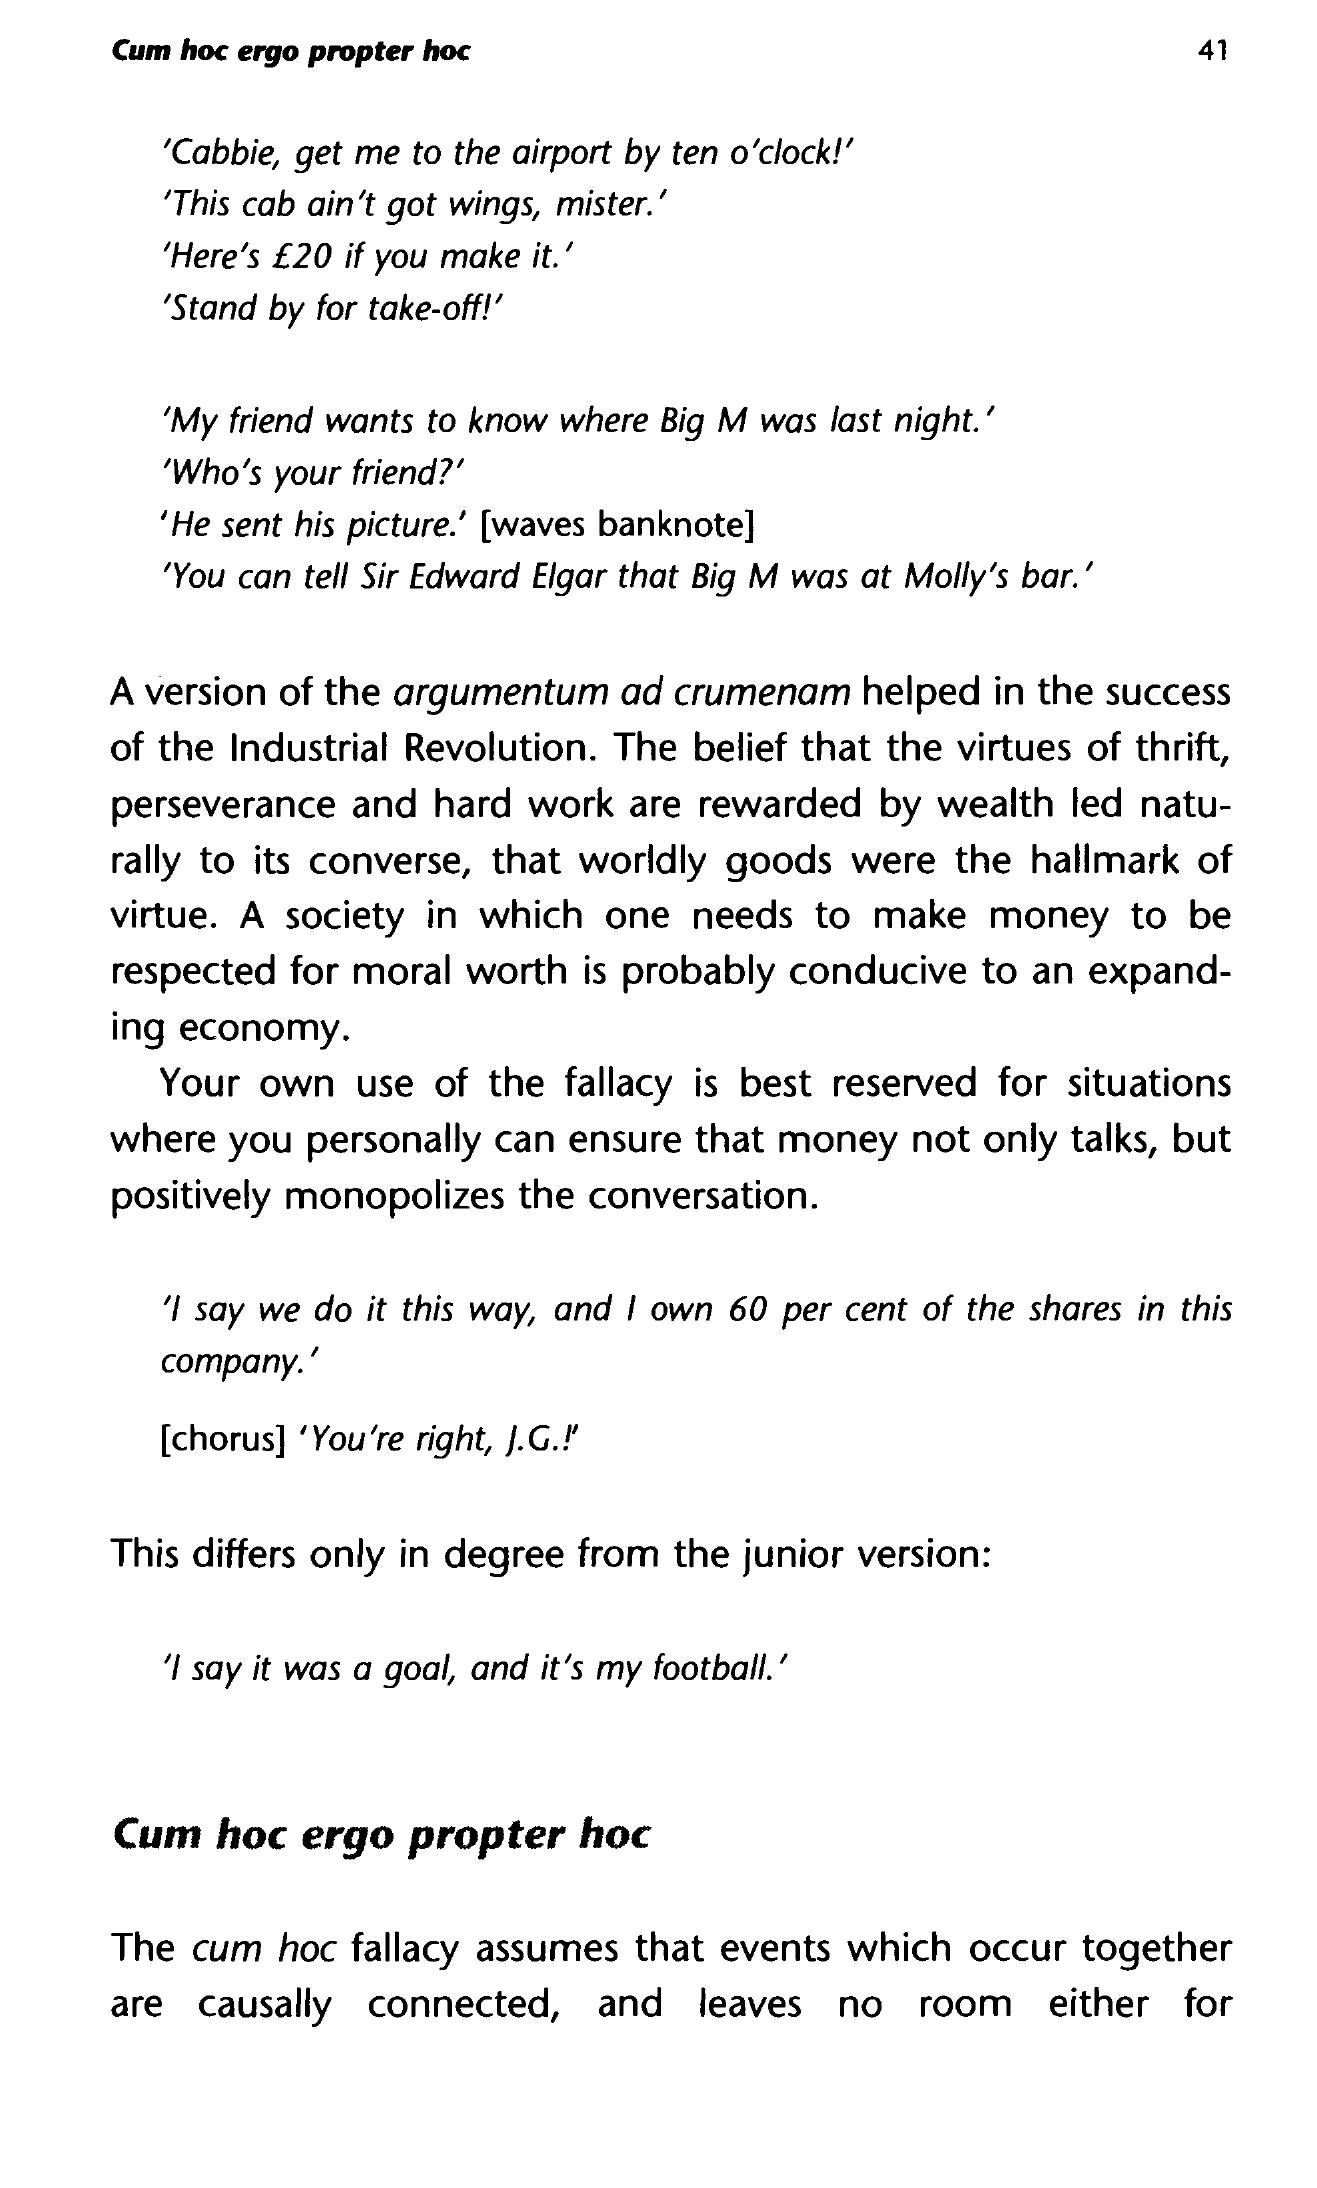 Cum hoc ergo propter hoc 41
'Cabbie, get me to the airport by ten o'clock!'
'This cab ain't got wings, mister.'
'Here's £20 if you make it.'
'Stand by for take-off!'
'My friend wants to know where Big M was last night.'
'Who's your friend?'
'He sent his picture.' [waves banknote]
'You can tell Sir Edward Elgar that Big M was at Molly's bar.'
A version of the argumentum ad crumenam helped in the success
of the Industrial Revolution. The belief that the virtues of thrift,
perseverance and hard work are rewarded by wealth led natu-
rally to its converse, that worldly goods were the hallmark of
virtue. A society in which one needs to make money to be
respected for moral worth is probably conducive to an expand-
ing economy.
Your own use of the fallacy is best reserved for situations
where you personally can ensure that money not only talks, but
positively monopolizes the conversation.
'I say we do it this way, and I own 60 per cent of the shares in this
company.'
[chorus] 'You're right, J.G.!'
This differs only in degree from the junior version:
'I say it was a goal, and it's my football.'
Cum hoc ergo propter hoc
The cum hoc fallacy assumes that events which occur together
are causally connected, and leaves no room either for